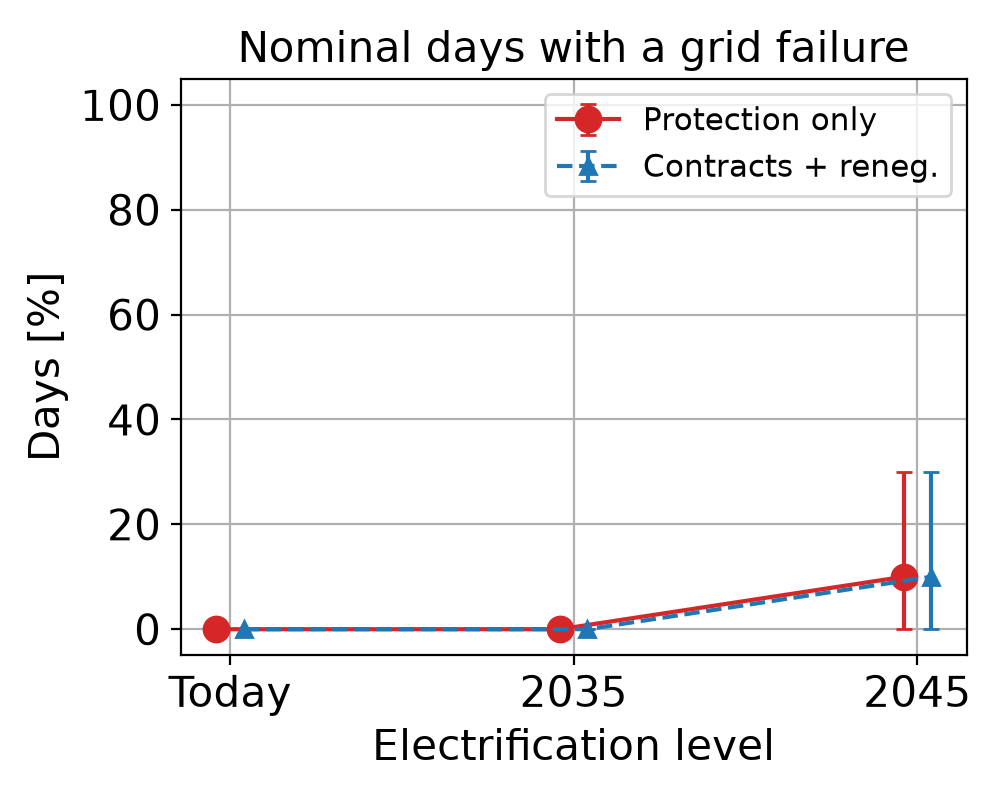 Nominal days with a grid failure
Protection only
Contracts + reneg.
Days [%]
100
80
60
40
20
0
Today 2035 2045
Electrification level